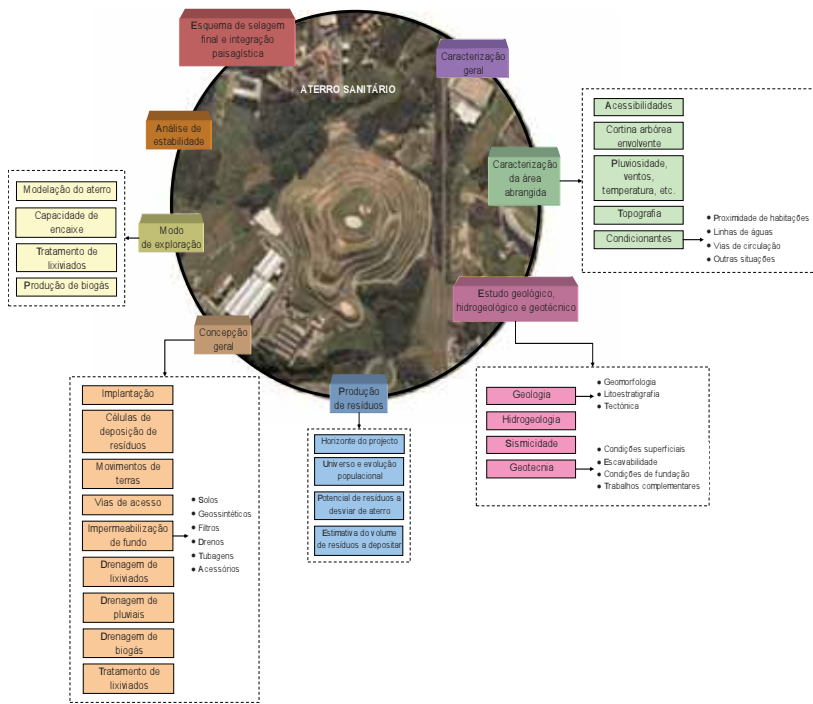 Esquema de selagem
final e integração
paisagística
Caracterização
geral
ATERRO SANITÁRIO
Análise de
estabilidade
Caracterização
da área
abrangida
Acessibilidades
Cortina arbórea
envolvente
Pluviosidade,
ventos,
temperatura, etc.
Topografia
Condicionantes
● Proximidade de habitações
● Linhas de águas
● Vias de circulação
● Outras situações
Modo
de exploração
Modelação do aterro
Capacidade de
encaixe
Tratamento de
lixiviados
Produção de biogás
Estudo geológico,
hidrogeológico e geotécnico
Geologia
● Geomorfologia
● Litoestratigrafia
● Tectónica
Hidrogeologia
Sismicidade
Geotecnia
● Condições superficiais
● Escavabilidade
● Condições de fundação
● Trabalhos complementares
Concepção
geral
Implantação
Células de
deposição de
resíduos
Movimentos de
terras
Vias de acesso
Impermeabilização
de fundo
● Solos
● Geossintéticos
● Filtros
● Drenos
● Tubagens
● Acessórios
Drenagem de
lixiviados
Drenagem de
pluviais
Drenagem de
biogás
Tratamento de
lixiviados
Produção
de resíduos
Horizonte do projecto
Universo e evolução
populacional
Potencial de resíduos a
desviar de aterro
Estimativa do volume
de resíduos a depositar